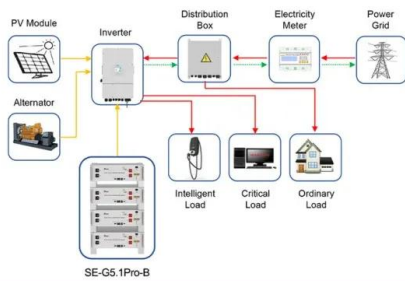 PV Module
Inverter
Distribution
Box
Electricity
Meter
Power
Grid
Alternator
Intelligent
Load
Critical
Load
Ordinary
Load
SE-G5.1Pro-B